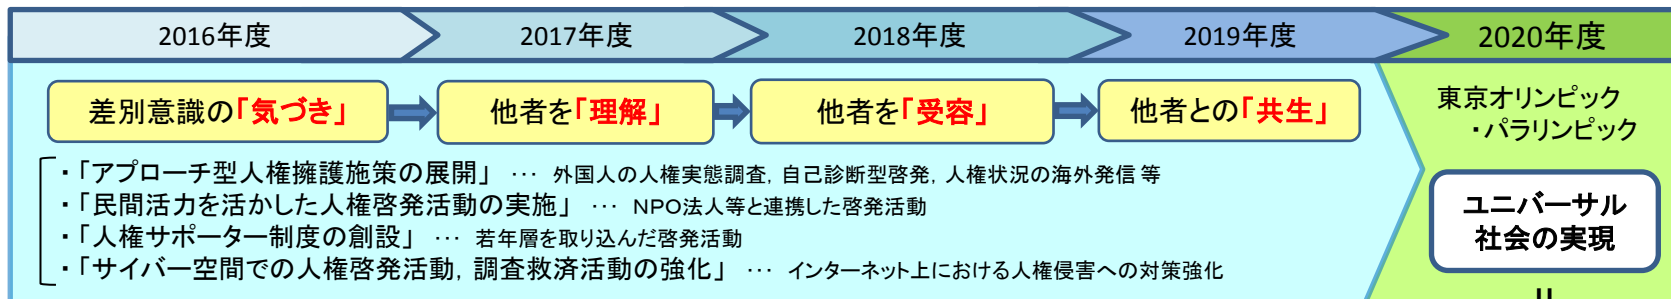 2016年度
2017年度
2018年度
2019年度
2020年度
差別意識の「気づき」
他者を「理解」
他者を「受容」
他者との「共生」
東京オリンピック
・パラリンピック
・「アプローチ型人権擁護施策の展開」 … 外国人の人権実態調査，自己診断型啓発，人権状況の海外発信 等
・「民間活力を活かした人権啓発活動の実施」 … NPO法人等と連携した啓発活動
・「人権サポーター制度の創設」 … 若年層を取り込んだ啓発活動
・「サイバー空間での人権啓発活動，調査救済活動の強化」 … インターネット上における人権侵害への対策強化
ユニバーサル
社会の実現